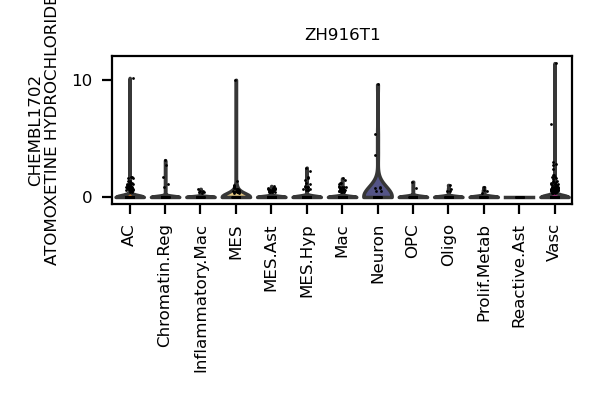 ZH916T1
CHEMBL1702
ATOMOXETINE HYDROCHLORIDE
10
0
AC
Chromatin.Reg
Inflammatory.Mac
MES
MES.Ast
MES.Hyp
Mac
Neuron
OPC
Oligo
Prolif.Metab
Reactive.Ast
Vasc